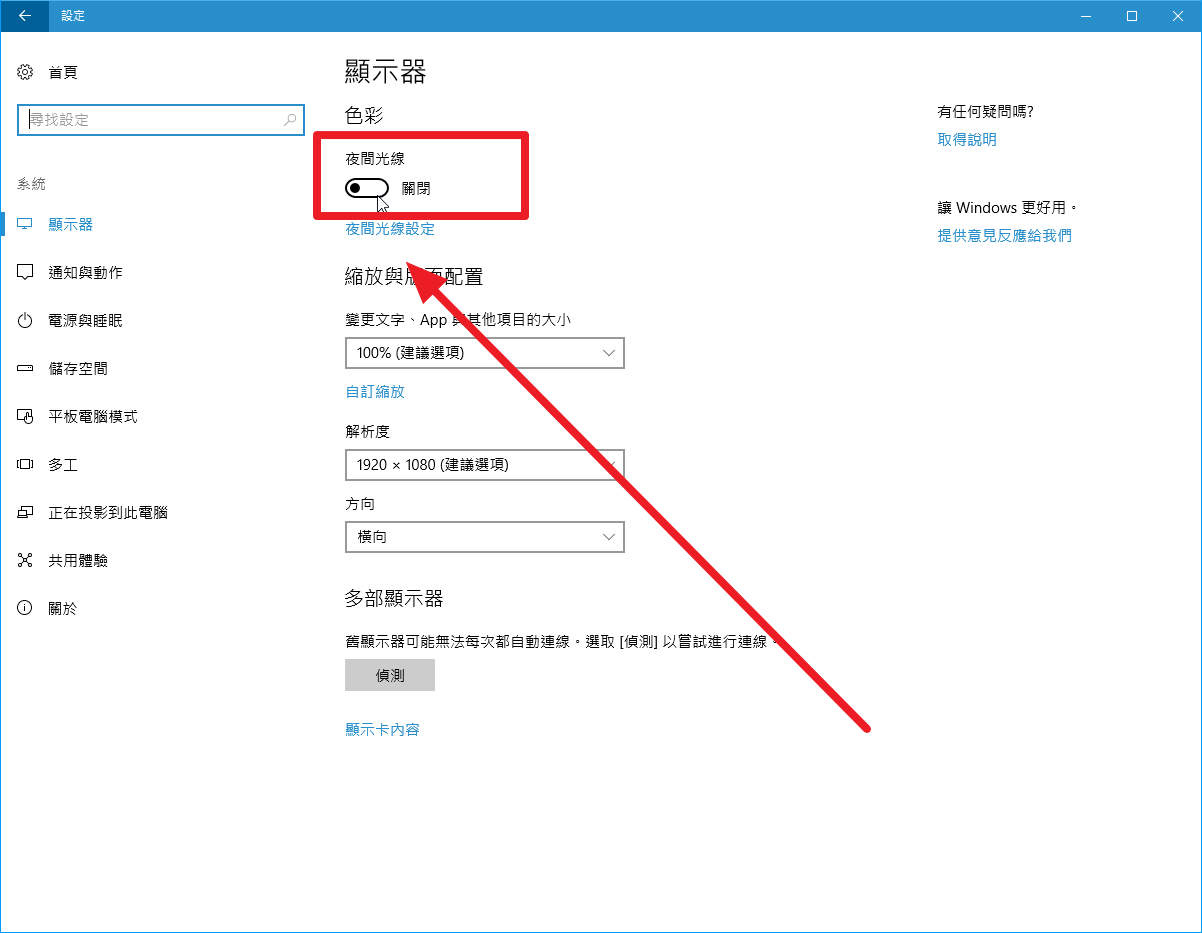 設定
首頁
尋找設定
系統
顯示器
通知與動作
電源與睡眠
儲存空間
平板電腦模式
多工
正在投影到此電腦
共用體驗
關於
顯示器
色彩
夜間光線
關閉
夜間光線設定
縮放與版面配置
變更文字、App 與其他項目的大小
100% (建議選項)
自訂縮放
解析度
1920 × 1080 (建議選項)
方向
橫向
多部顯示器
舊顯示器可能無法每次都自動連線。選取 [偵測] 以嘗試進行連線。
偵測
顯示卡內容
有任何疑問嗎?
取得說明
讓 Windows 更好用。
提供意見反應給我們